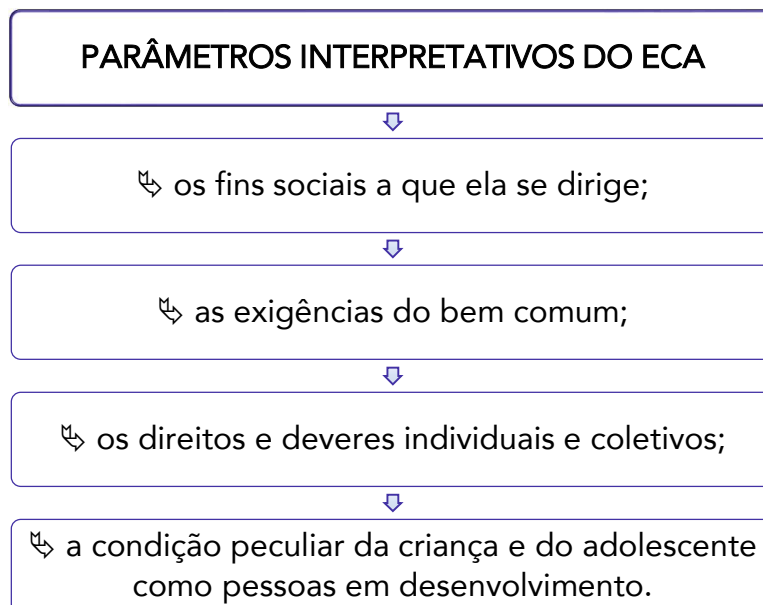 PARÂMETROS INTERPRETATIVOS DO ECA
os fins sociais a que ela se dirige;
as exigências do bem comum;
os direitos e deveres individuais e coletivos;
a condição peculiar da criança e do adolescente
como pessoas em desenvolvimento.